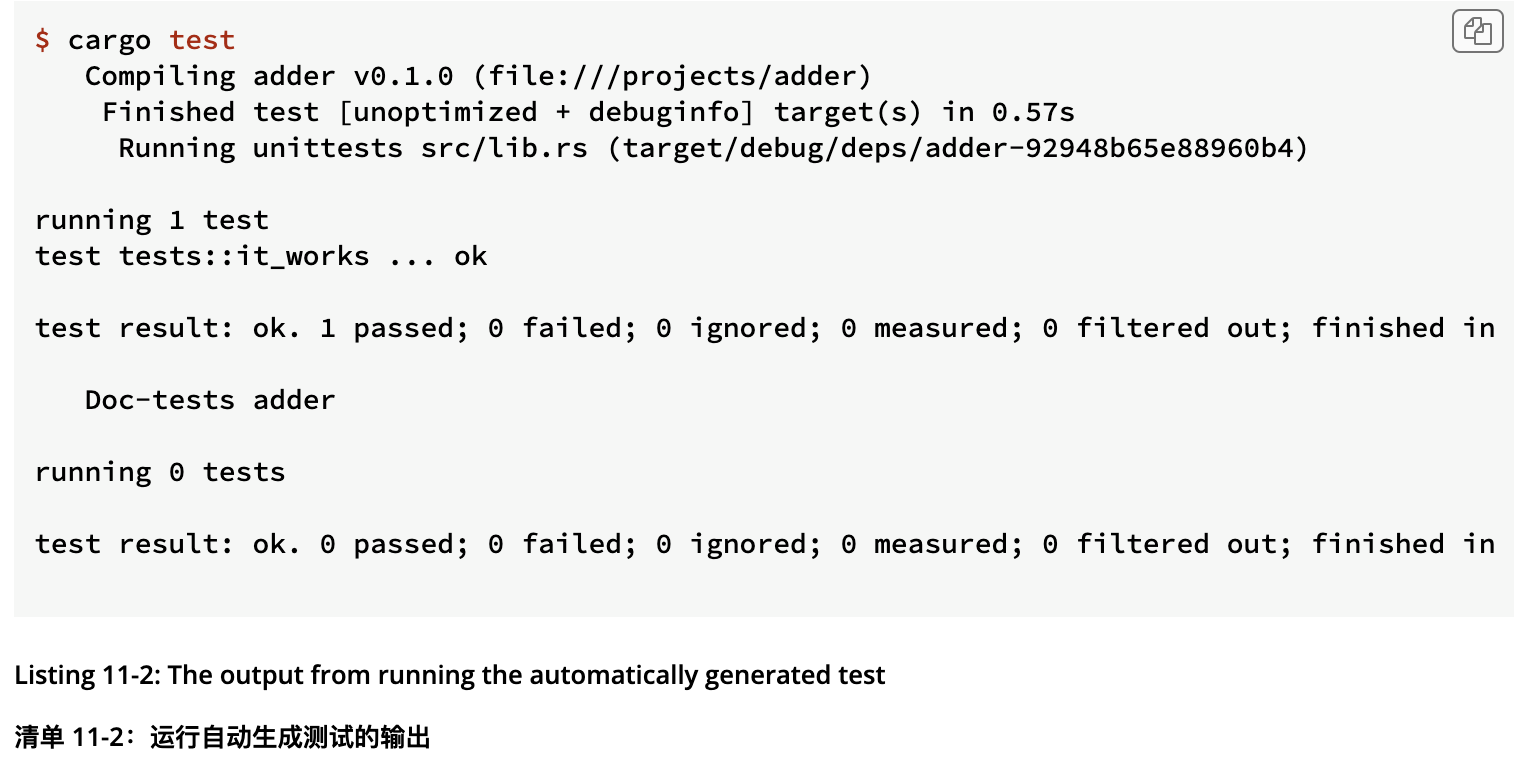 $ cargo test
   Compiling adder v0.1.0 (file:///projects/adder)
    Finished test [unoptimized + debuginfo] target(s) in 0.57s
     Running unittests src/lib.rs (target/debug/deps/adder-92948b65e88960b4)

running 1 test
test tests::it_works ... ok

test result: ok. 1 passed; 0 failed; 0 ignored; 0 measured; 0 filtered out; finished in

   Doc-tests adder

running 0 tests

test result: ok. 0 passed; 0 failed; 0 ignored; 0 measured; 0 filtered out; finished in

Listing 11-2: The output from running the automatically generated test
清单 11-2：运行自动生成测试的输出